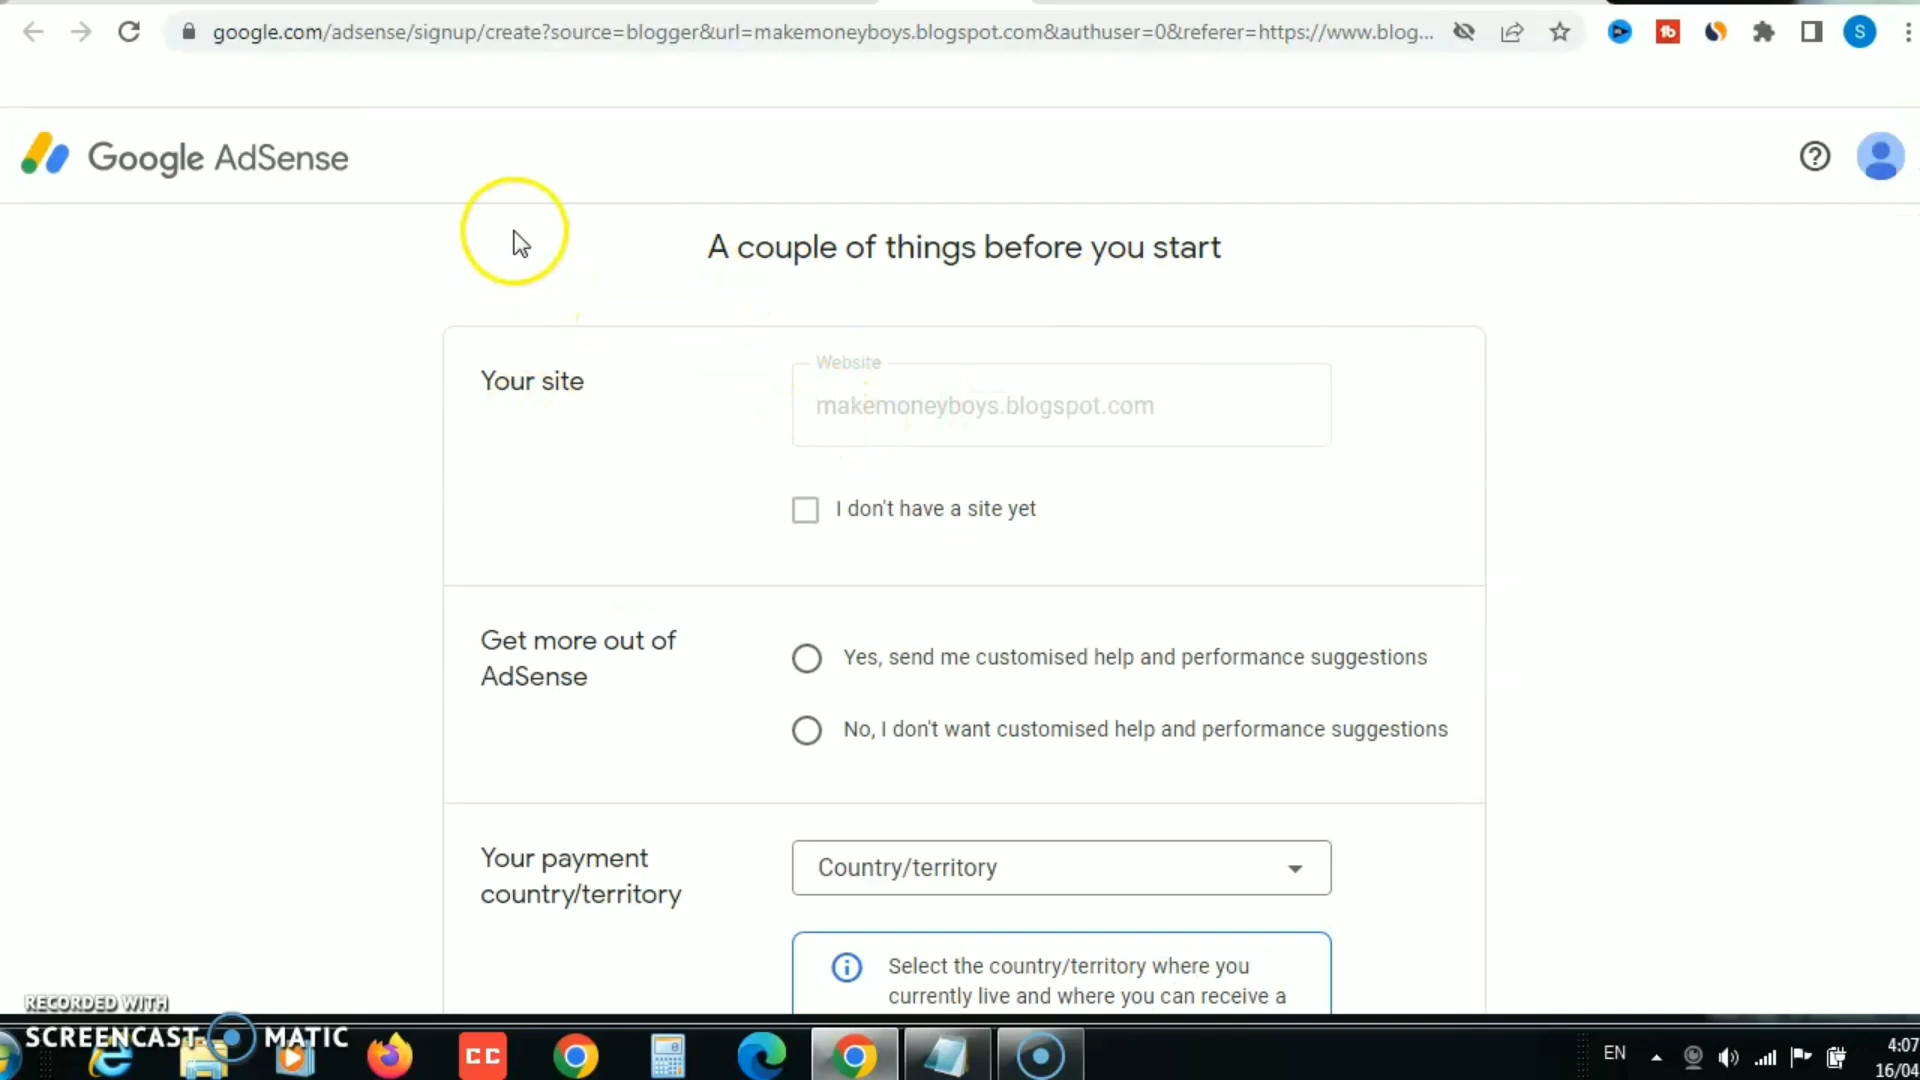 google.com/adsense/signup/create?source=blogger&url=makemoneyboys.blogspot.com&authuser=0&referer=https://www.blog...
S
Google AdSense
A couple of things before you start
Your site
Website
makemoneyboys.blogspot.com
I don't have a site yet
Get more out of
AdSense
Yes, send me customised help and performance suggestions
No, I don't want customised help and performance suggestions
Your payment
country/territory
Country/territory
Select the country/territory where you
currently live and where you can receive a
RECORDED WITH
SCREENCAST MATIC
CC
EN
4:07
16/04